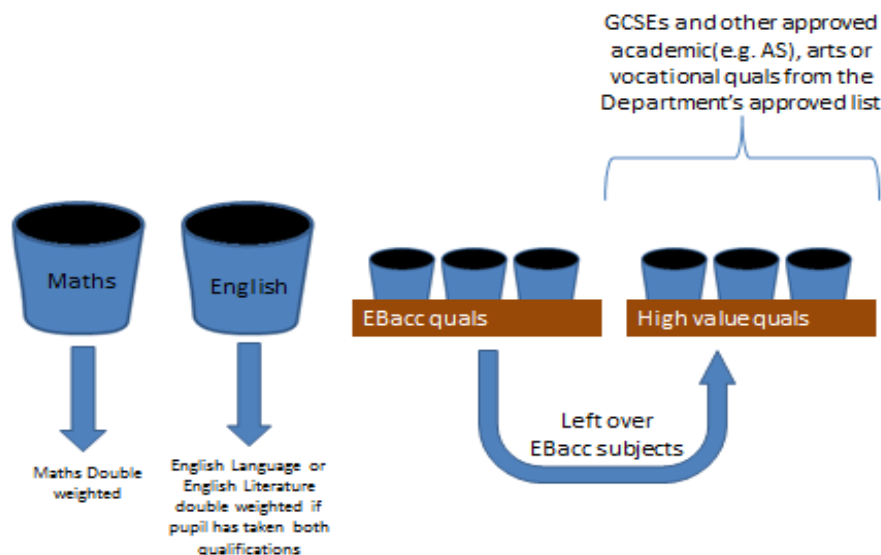 GCSEs and other approved
academic(e.g. AS), arts or
vocational quals from the
Department's approved list
Maths
English
EBacc quals
High value quals
Left over
EBacc subjects
Maths Double
weighted
English Language or
English Literature
double weighted if
pupil has taken both
qualifications